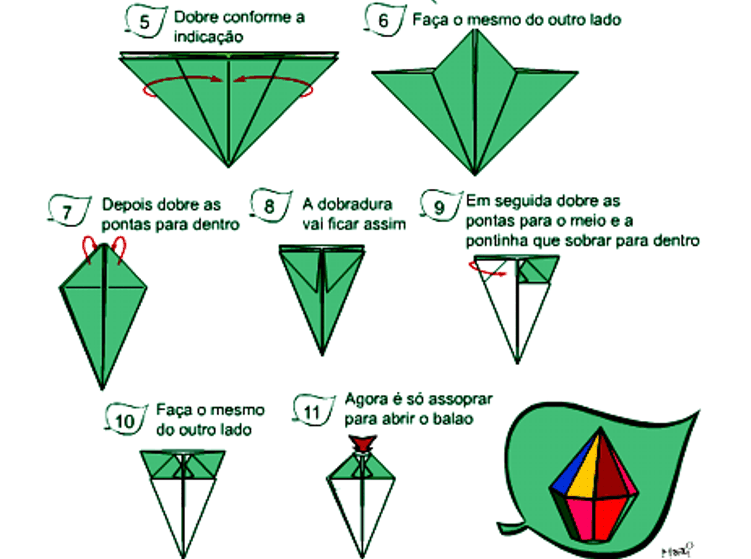 5 Dobre conforme a
indicação
6 Faça o mesmo do outro lado
7 Depois dobre as
pontas para dentro
8 A dobradura
vai ficar assim
9 Em seguida dobre as
pontas para o meio e a
pontinha que sobrar para dentro
10 Faça o mesmo
do outro lado
11 Agora é só assoprar
para abrir o balao